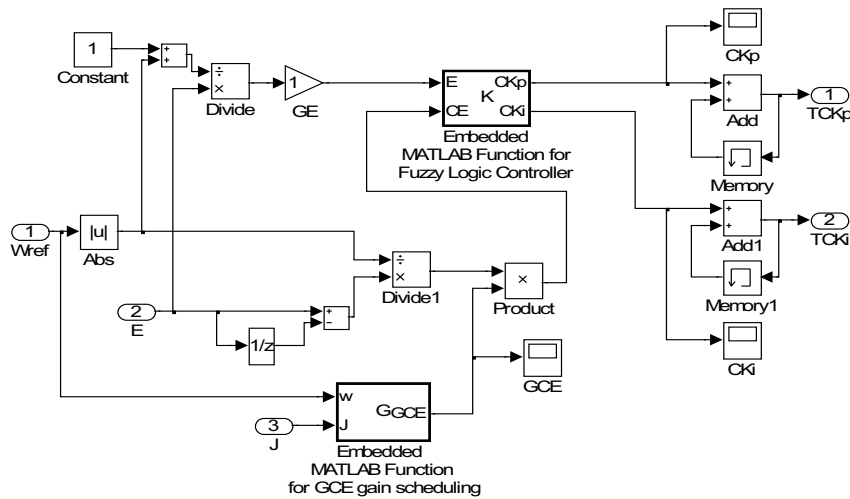 1
Constant
+
+
÷
×
Divide
1
GE
E
CE
K
CKp
CKi
Embedded
MATLAB Function for
Fuzzy Logic Controller
CKp
+
+
Add
1
TCKp
Memory
+
+
Add1
2
TCKi
Memory1
CKi
1
Wref
|u|
Abs
÷
×
Divide1
×
Product
2
E
+
−
1/z
GCE
w
J
GGCE
3
J
Embedded
MATLAB Function
for GCE gain scheduling